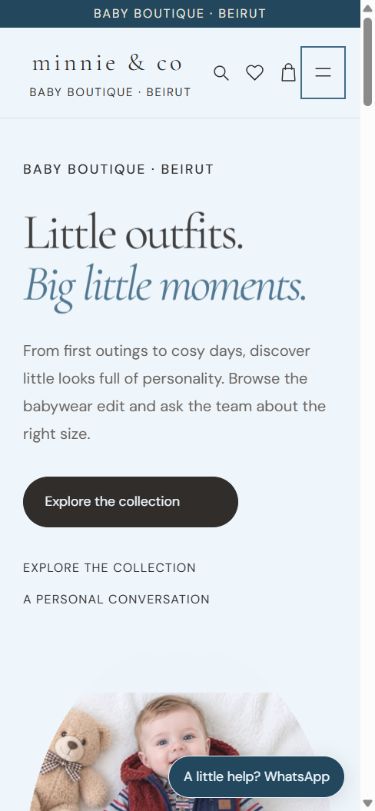 BABY BOUTIQUE · BEIRUT
minnie & co
BABY BOUTIQUE · BEIRUT
BABY BOUTIQUE · BEIRUT
Little outfits.
Big little moments.
From first outings to cosy days, discover
little looks full of personality. Browse the
babywear edit and ask the team about the
right size.
Explore the collection
EXPLORE THE COLLECTION
A PERSONAL CONVERSATION
A little help? WhatsApp